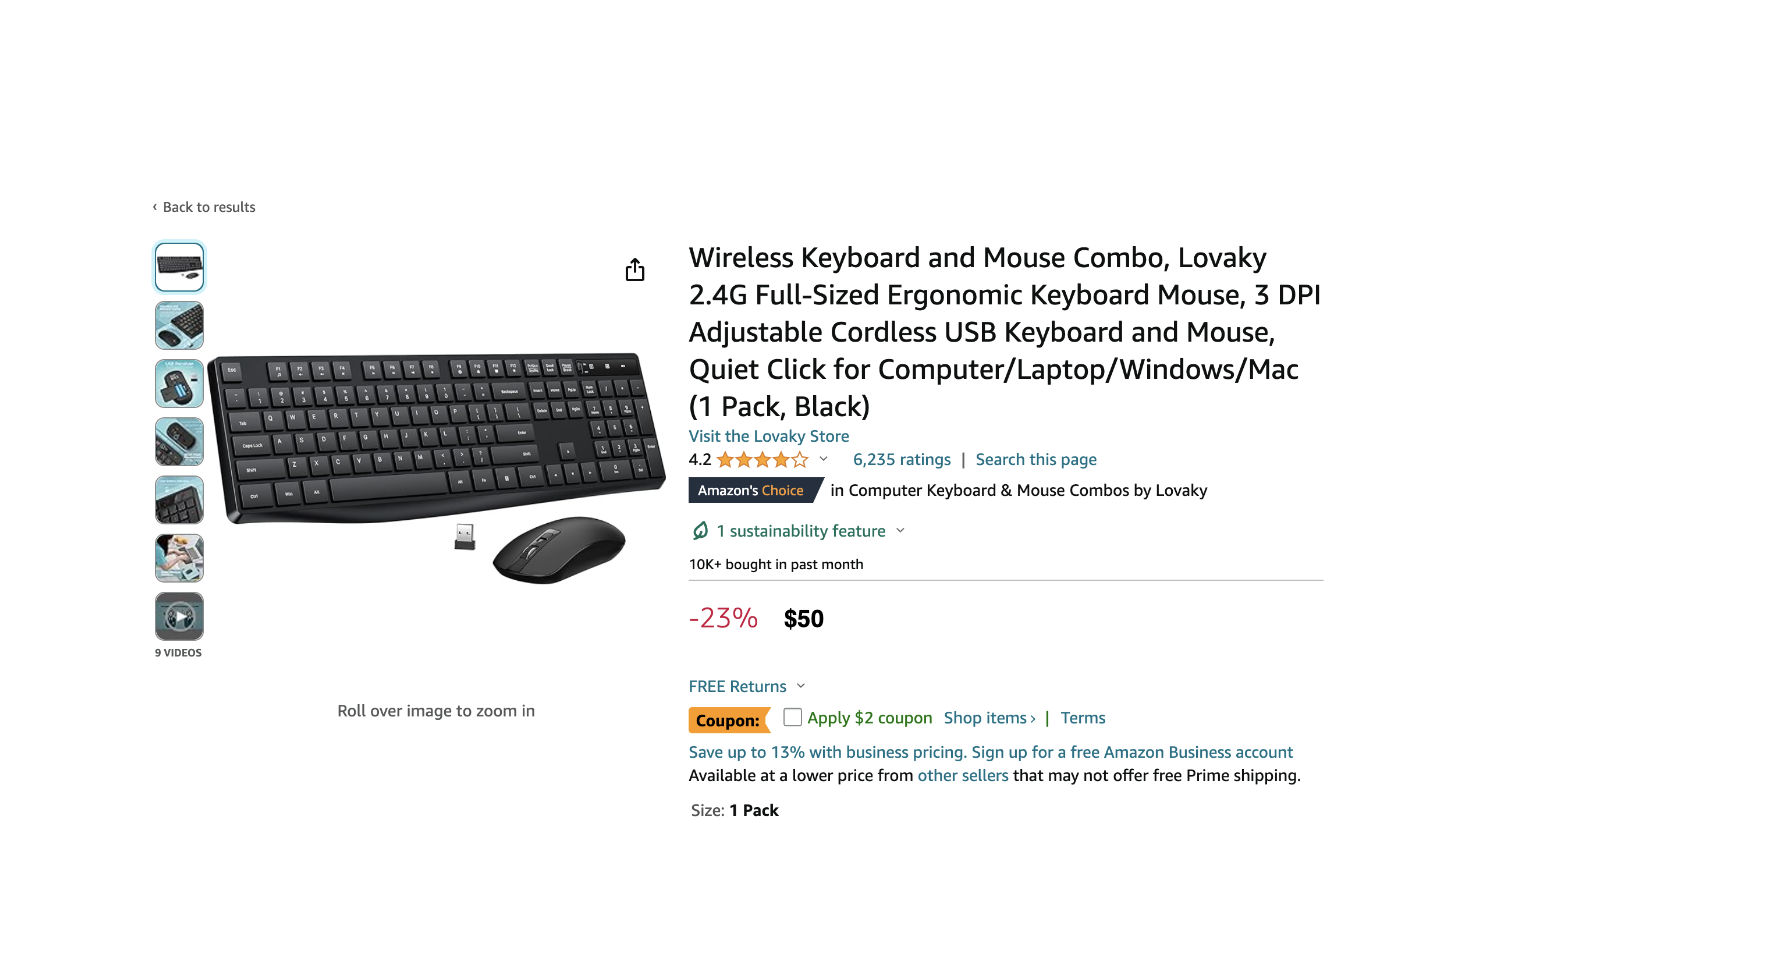 ‹ Back to results
Wireless Keyboard and Mouse Combo, Lovaky
2.4G Full-Sized Ergonomic Keyboard Mouse, 3 DPI
Adjustable Cordless USB Keyboard and Mouse,
Quiet Click for Computer/Laptop/Windows/Mac
(1 Pack, Black)
Visit the Lovaky Store
4.2 6,235 ratings | Search this page
Amazon's Choice in Computer Keyboard & Mouse Combos by Lovaky
1 sustainability feature
10K+ bought in past month
-23% $50
FREE Returns
Coupon: Apply $2 coupon Shop items › | Terms
Save up to 13% with business pricing. Sign up for a free Amazon Business account
Available at a lower price from other sellers that may not offer free Prime shipping.
Size: 1 Pack
9 VIDEOS
Roll over image to zoom in